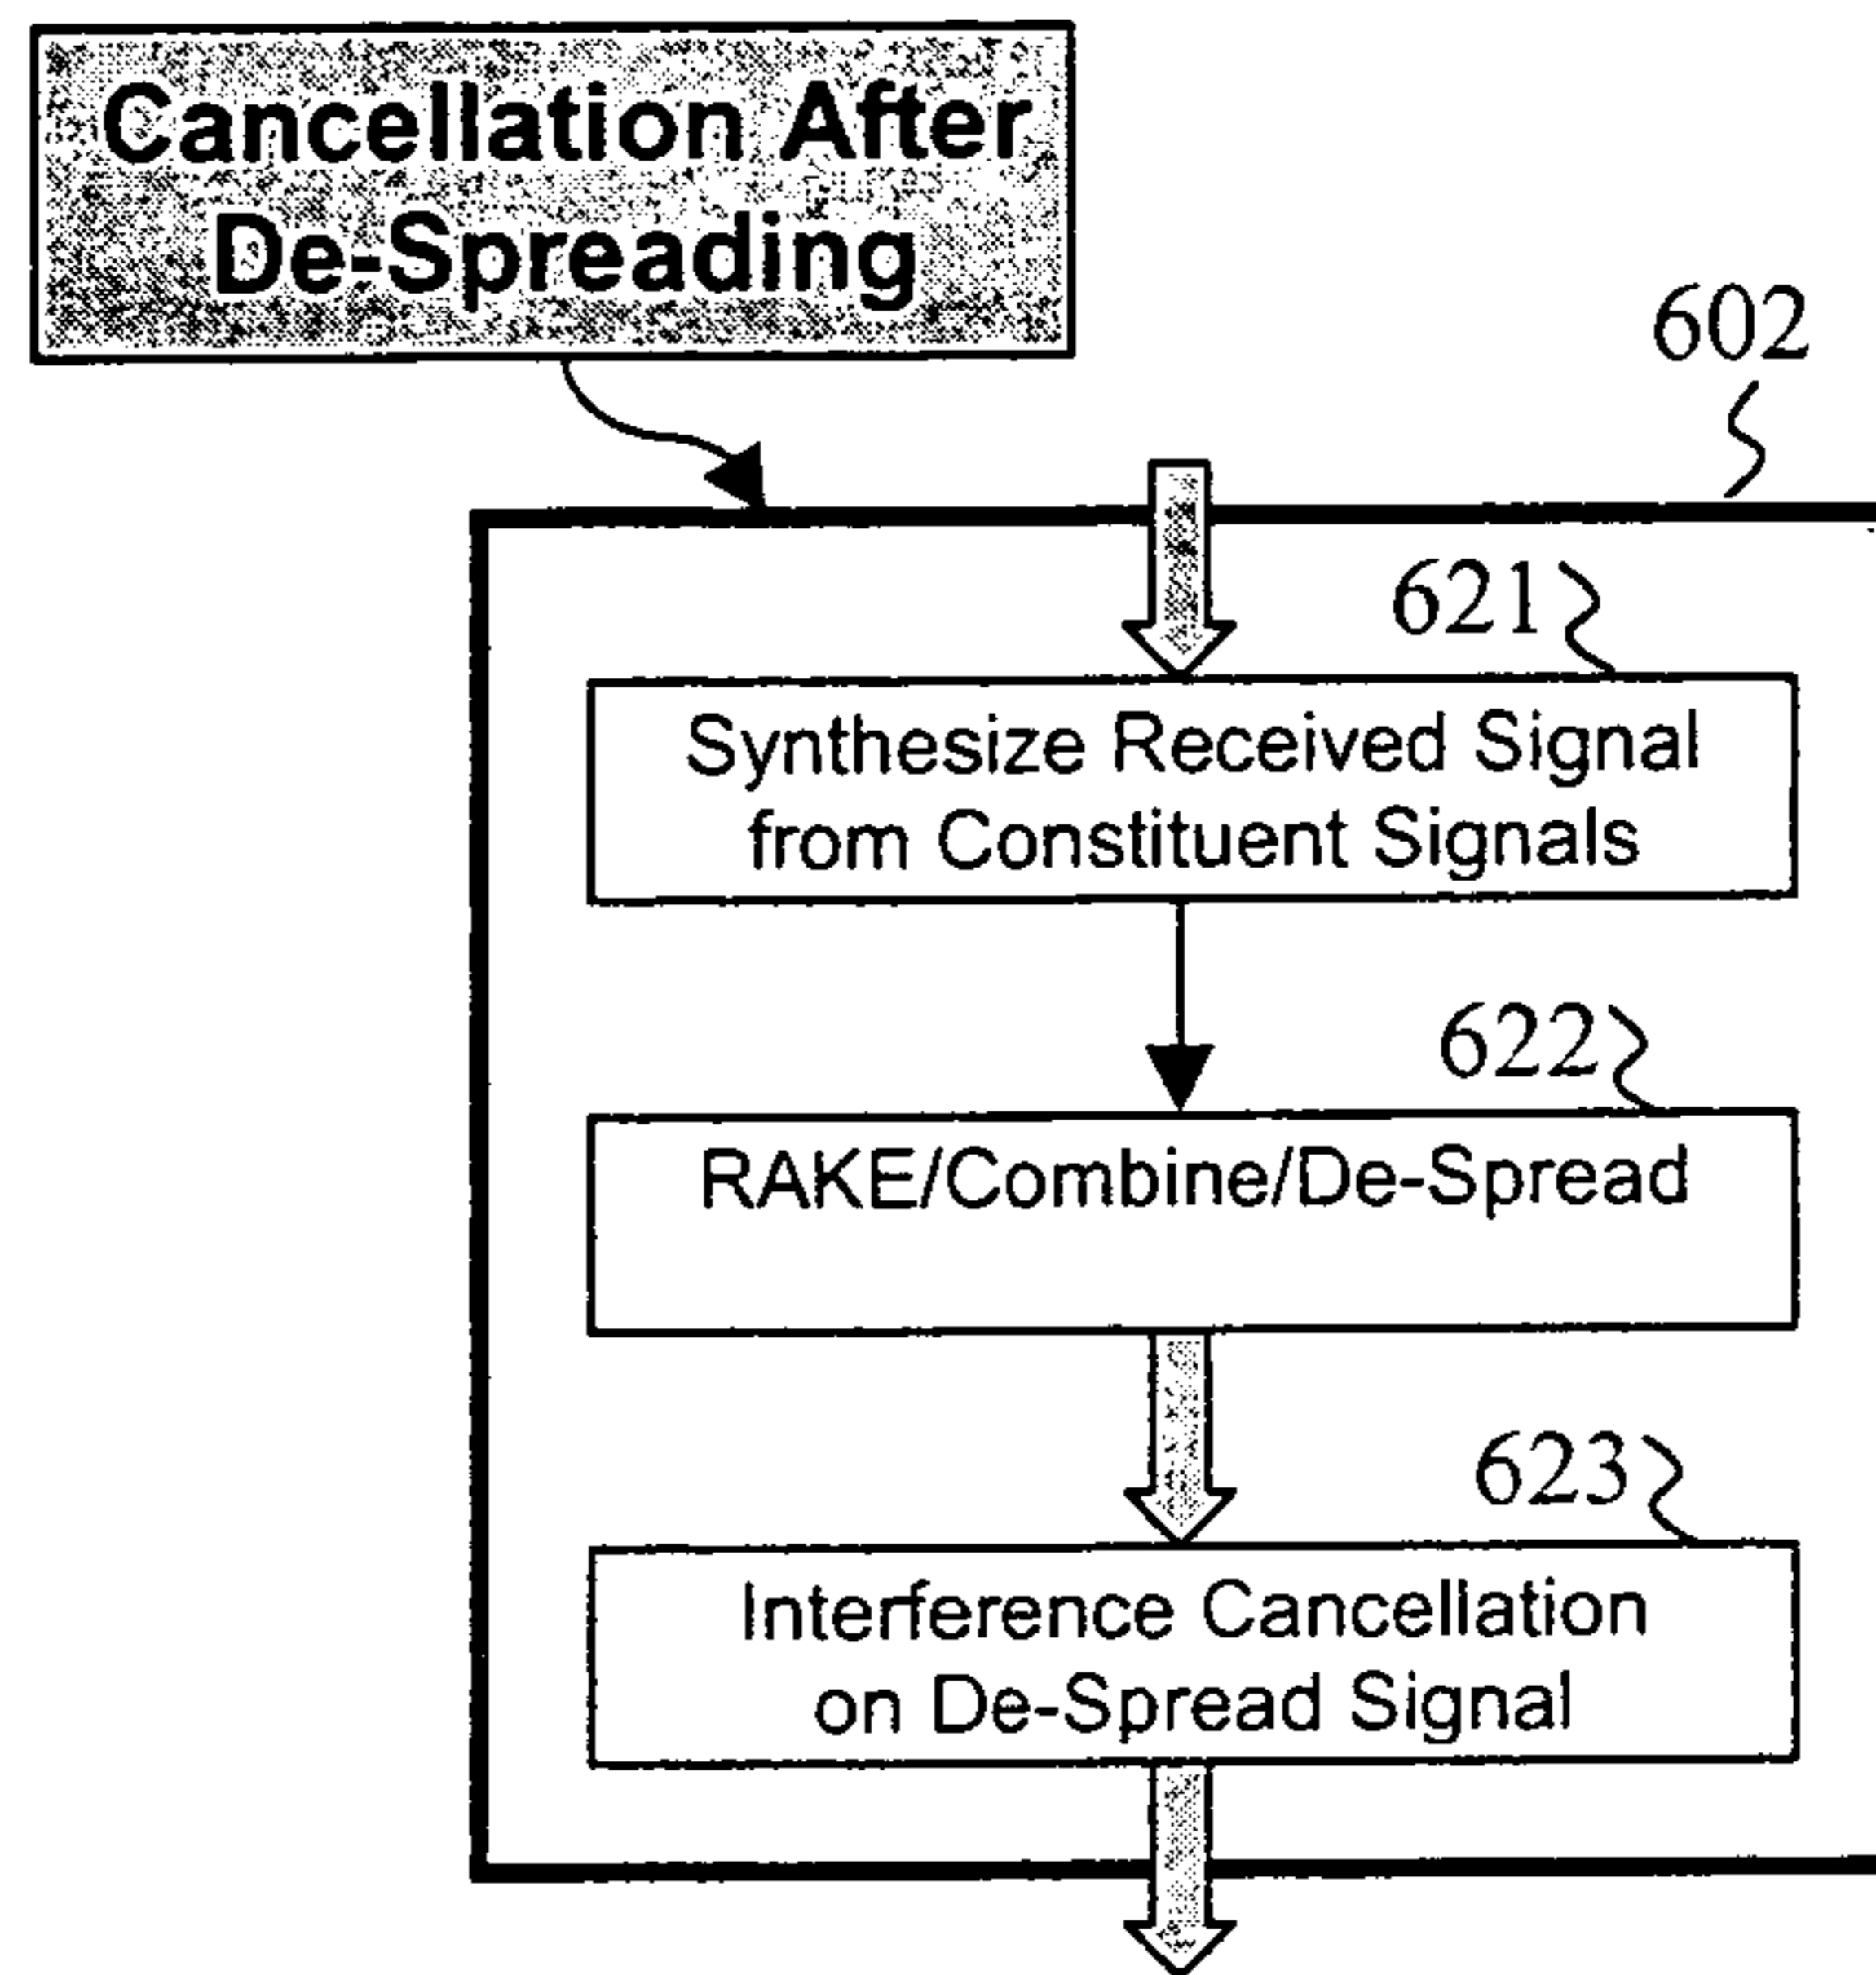 Cancellation After
De-Spreading
602
621
Synthesize Received Signal
from Constituent Signals
622
RAKE/Combine/De-Spread
623
Interference Cancellation
on De-Spread Signal